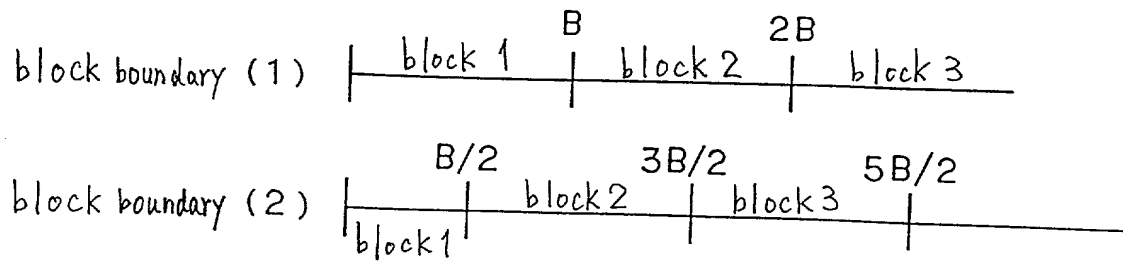 B 2B
block boundary (1) block 1 block 2 block 3
B/2 3B/2 5B/2
block boundary (2) block 2 block 3
block 1